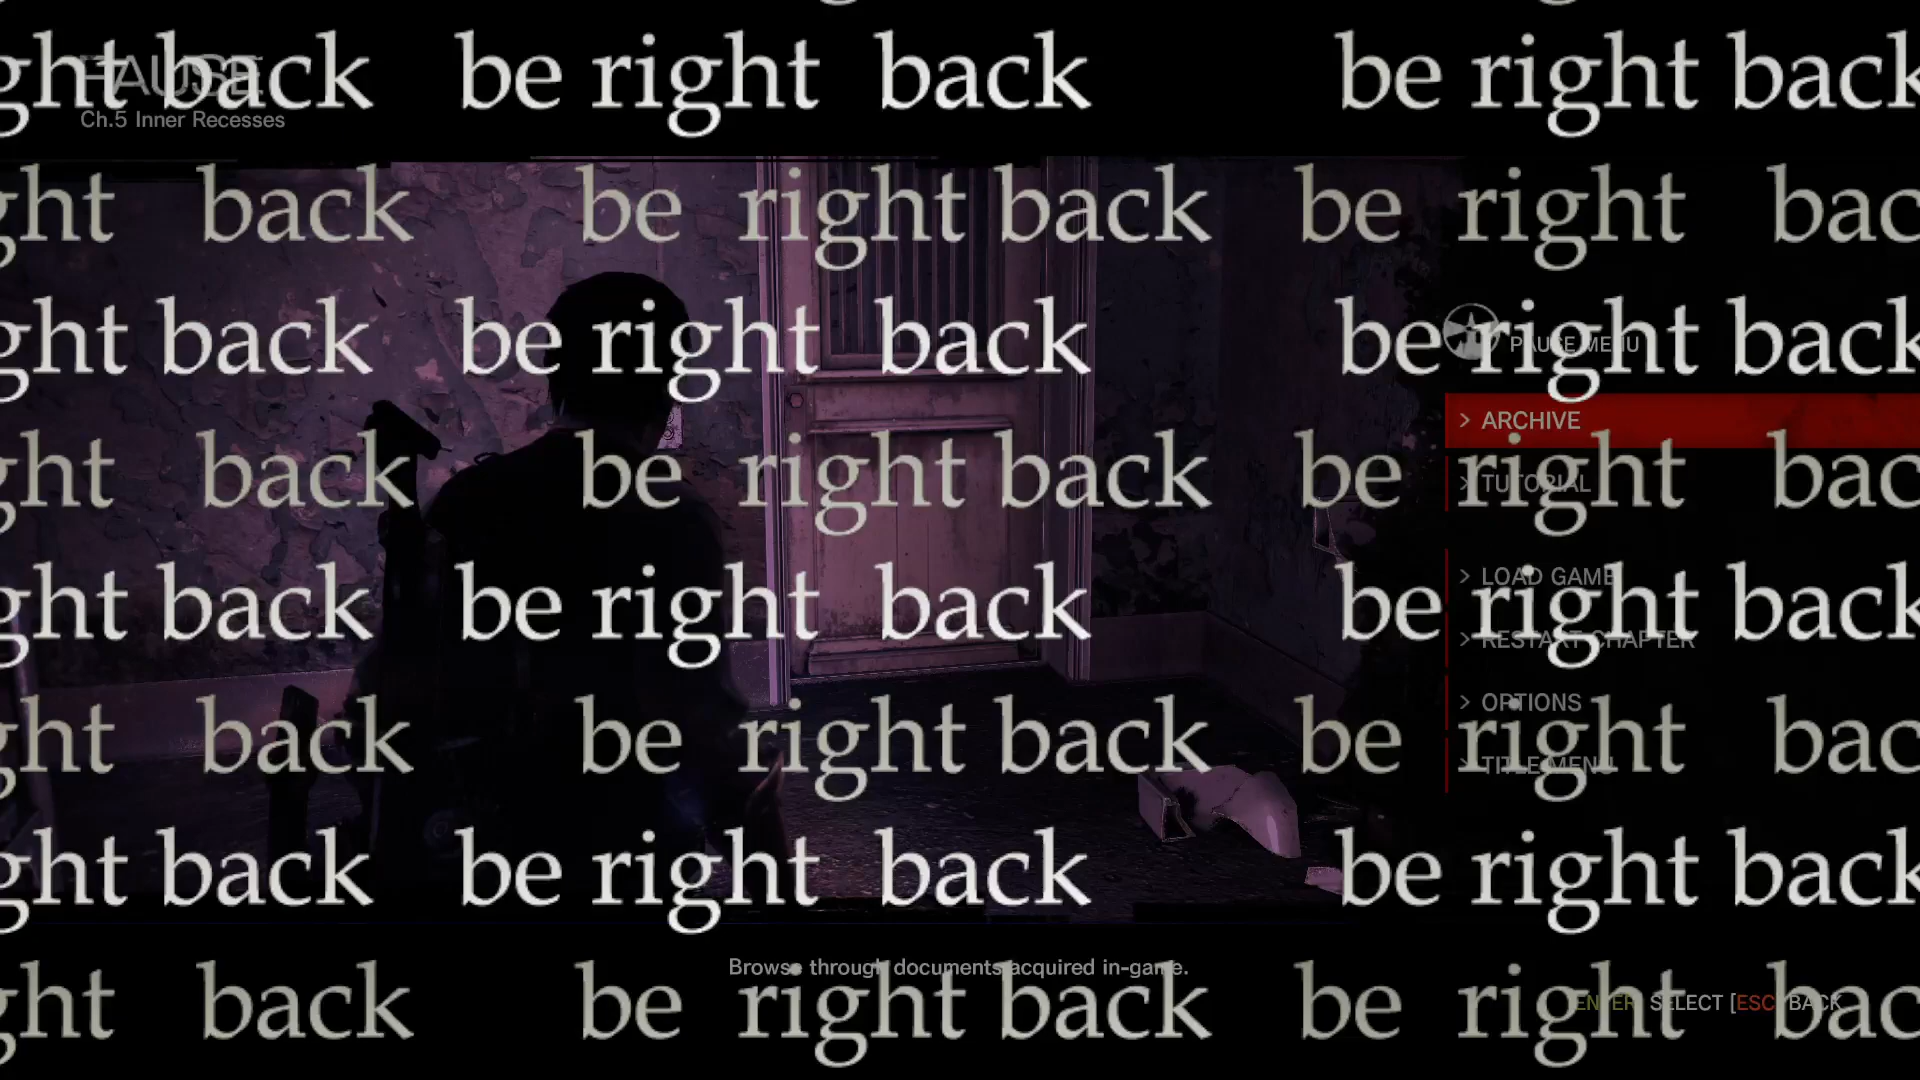 ght back be right back be right back
PAUSE
Ch.5 Inner Recesses
ght back be right back be right bac
ght back be right back be right back
PAUSE MENU
> ARCHIVE
ght back be right back be right bac
> TUTORIAL
> LOAD GAME
ght back be right back be right back
> RESTART CHAPTER
> OPTIONS
ght back be right back be right bac
> TITLE MENU
ght back be right back be right back
Browse through documents acquired in-game.
ght back be right back be right bac
ENTER SELECT [ESC] BACK